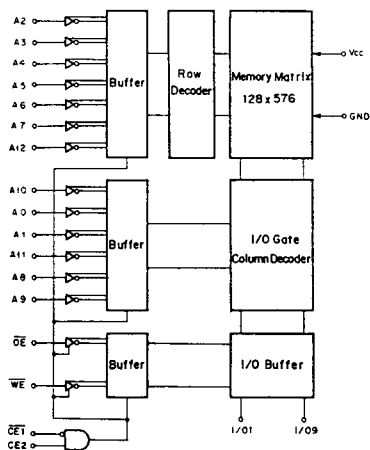 A2
A3
A4
A5
A6
A7
A12
Buffer
Row
Decoder
Memory Matrix
128 x 576
Vcc
GND
A10
A0
A1
A11
A8
A9
Buffer
I/O Gate
Column Decoder
OE
WE
Buffer
I/O Buffer
CE1
CE2
I/O1
I/O9